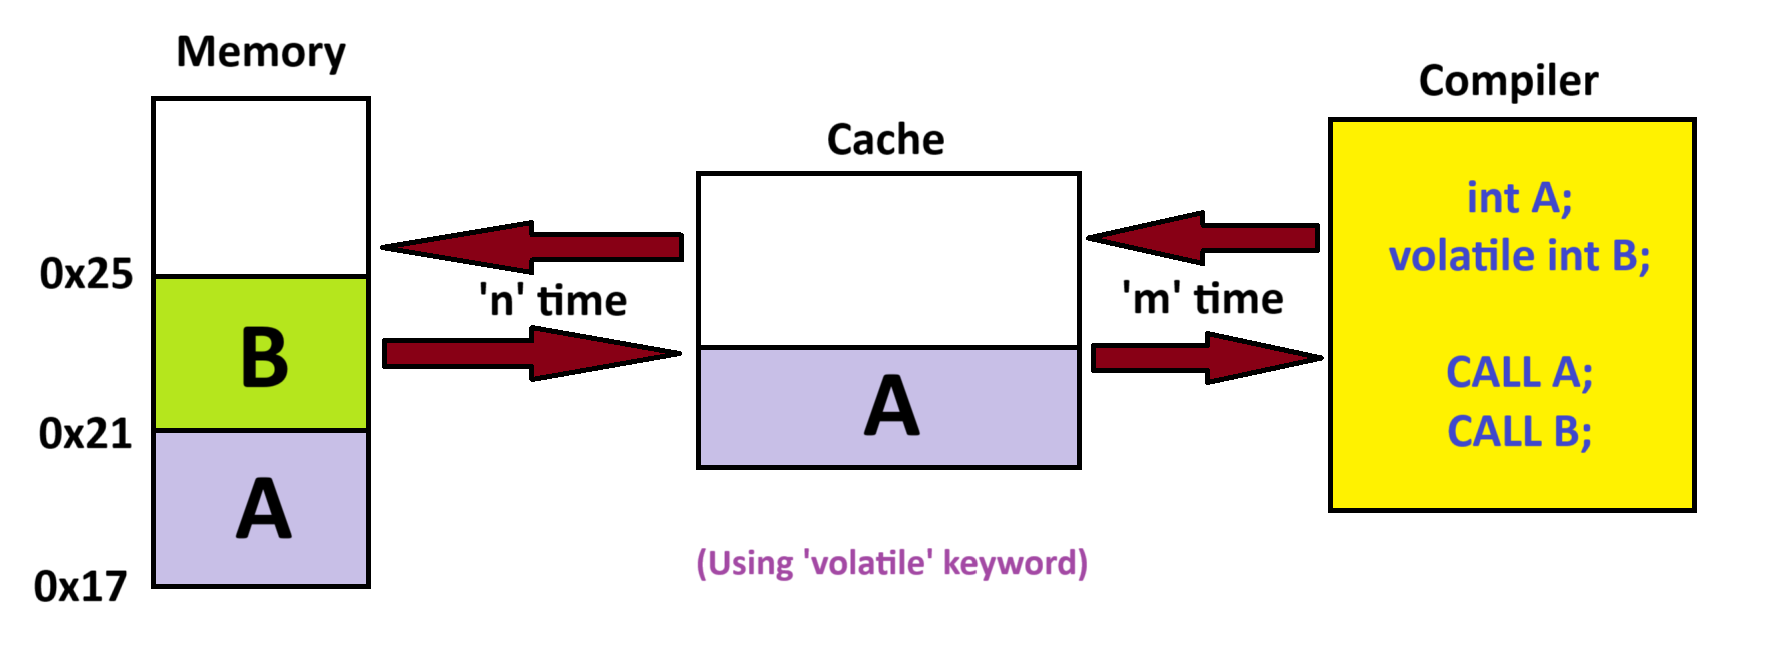 Memory
0x25
B
0x21
A
0x17
'n' time
Cache
A
(Using 'volatile' keyword)
'm' time
Compiler
int A;
volatile int B;
CALL A;
CALL B;